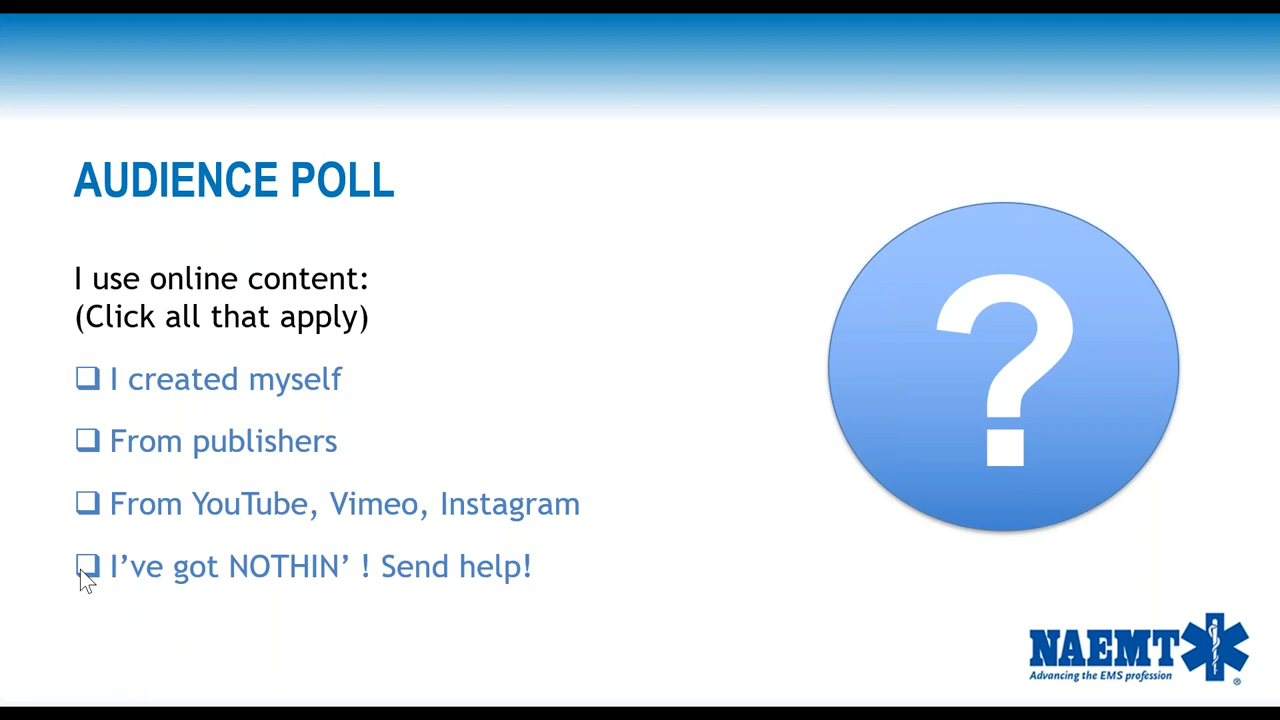 AUDIENCE POLL
I use online content:
(Click all that apply)
I created myself
From publishers
From YouTube, Vimeo, Instagram
I’ve got NOTHIN’ ! Send help!
?
NAEMT
Advancing the EMS profession
®